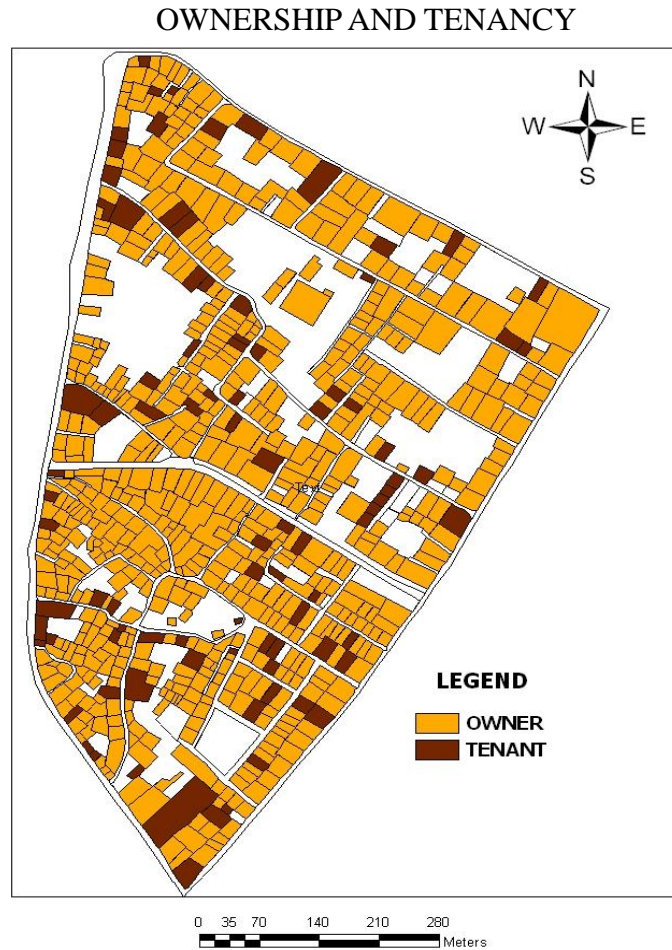 OWNERSHIP AND TENANCY
N
W E
S
Text
LEGEND
OWNER
TENANT
0 35 70 140 210 280
Meters